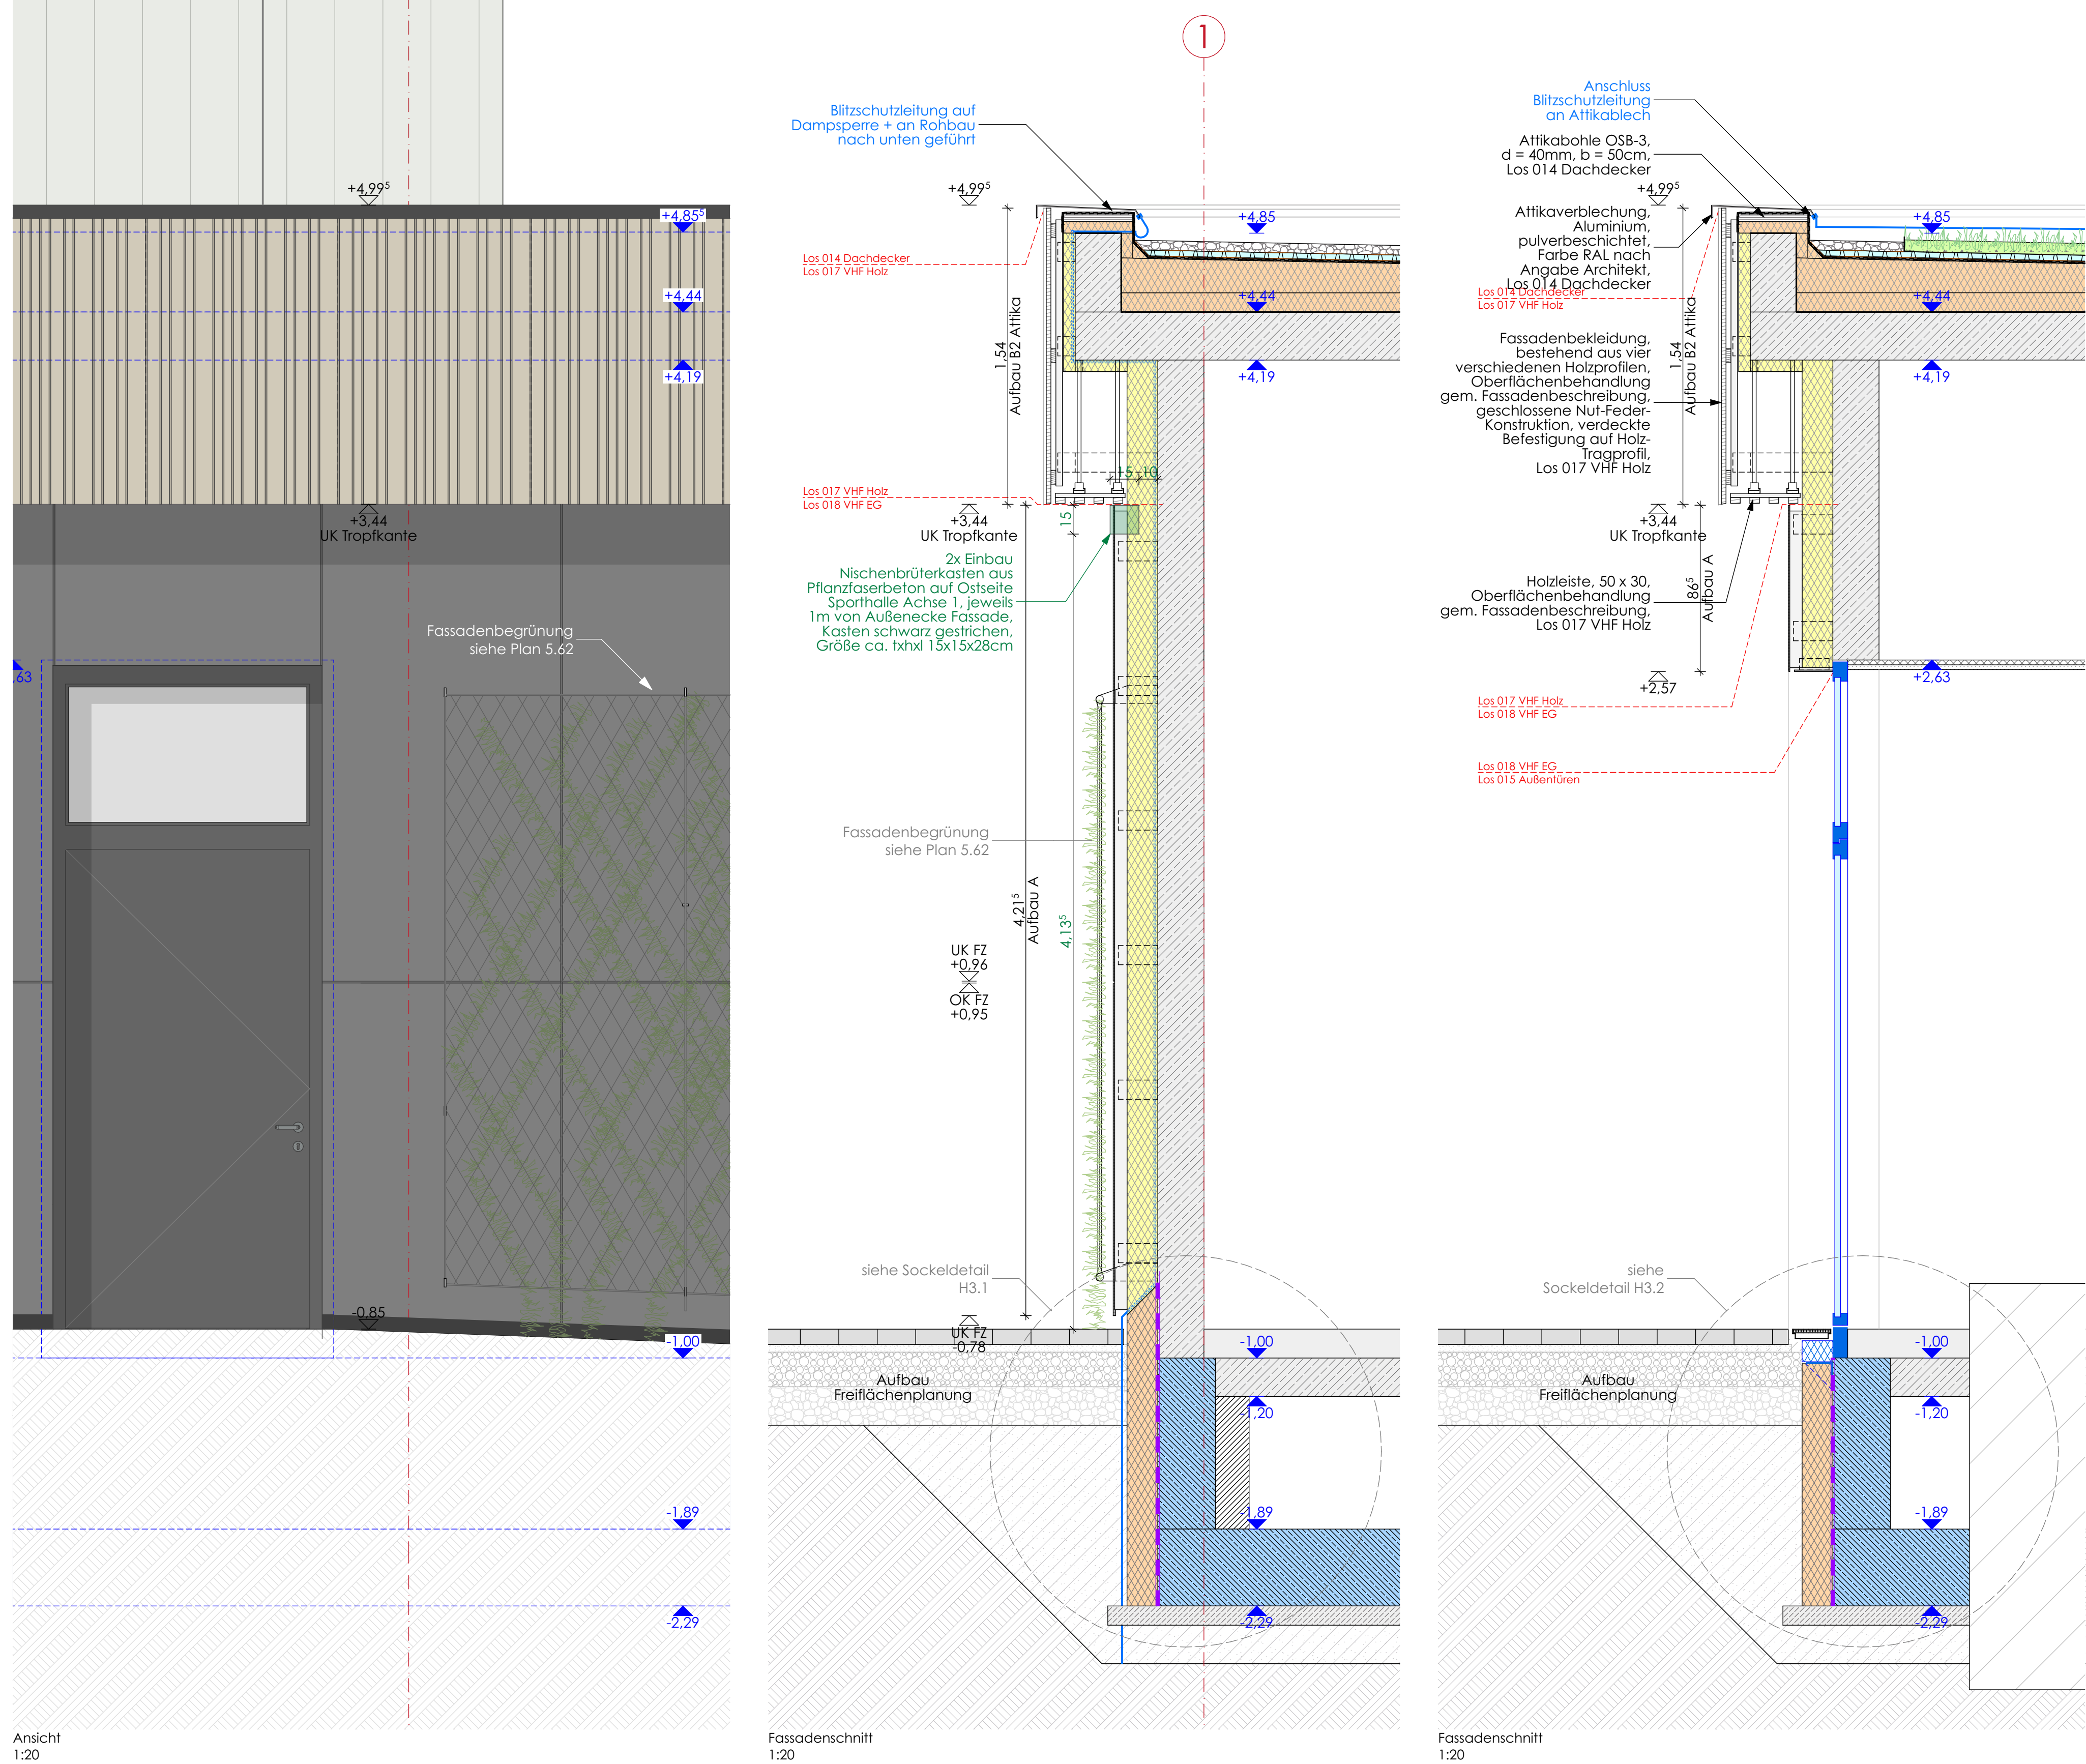 +4,99⁵
+4,85⁵
+4,44
+4,19
+3,44
UK Tropfkante
Fassadenbegrünung
siehe Plan 5.62
,63
-0,85
-1,00
-1,89
-2,29
Ansicht
1:20
1
Blitzschutzleitung auf
Dampsperre + an Rohbau
nach unten geführt
+4,99⁵
+4,85
Los 014 Dachdecker
Los 017 VHF Holz
+4,44
1,54
Aufbau B2 Attika
+4,19
15
10
Los 017 VHF Holz
Los 018 VHF EG
+3,44
UK Tropfkante
15
2x Einbau
Nischenbrüterkasten aus
Pflanzfaserbeton auf Ostseite
Sporthalle Achse 1, jeweils
1m von Außenecke Fassade,
Kasten schwarz gestrichen,
Größe ca. txhxl 15x15x28cm
Fassadenbegrünung
siehe Plan 5.62
4,21⁵
Aufbau A
4,13⁵
UK FZ
+0,96
OK FZ
+0,95
siehe Sockeldetail
H3.1
UK FZ
-0,78
-1,00
Aufbau
Freiflächenplanung
-1,20
-1,89
-2,29
Fassadenschnitt
1:20
Anschluss
Blitzschutzleitung
an Attikablech
Attikabohle OSB-3,
d = 40mm, b = 50cm,
Los 014 Dachdecker
+4,99⁵
Attikaverblechung,
Aluminium,
pulverbeschichtet,
Farbe RAL nach
Angabe Architekt,
Los 014 Dachdecker
Los 014 Dachdecker
Los 017 VHF Holz
+4,85
+4,44
1,54
Aufbau B2 Attika
Fassadenbekleidung,
bestehend aus vier
verschiedenen Holzprofilen,
Oberflächenbehandlung
gem. Fassadenbeschreibung,
geschlossene Nut-Feder-
Konstruktion, verdeckte
Befestigung auf Holz-
Tragprofil,
Los 017 VHF Holz
+4,19
+3,44
UK Tropfkante
Holzleiste, 50 x 30,
Oberflächenbehandlung
gem. Fassadenbeschreibung,
Los 017 VHF Holz
86⁵
Aufbau A
+2,57
+2,63
Los 017 VHF Holz
Los 018 VHF EG
Los 018 VHF EG
Los 015 Außentüren
siehe
Sockeldetail H3.2
-1,00
Aufbau
Freiflächenplanung
-1,20
-1,89
-2,29
Fassadenschnitt
1:20